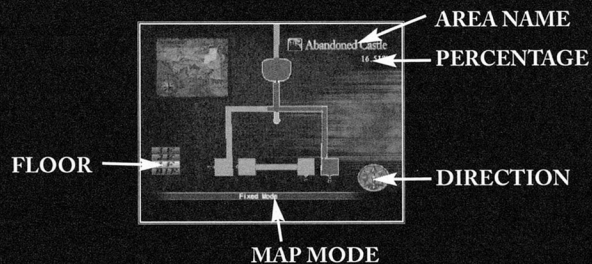 AREA NAME
Abandoned Castle
PERCENTAGE
FLOOR
DIRECTION
Fixed Mode
MAP MODE